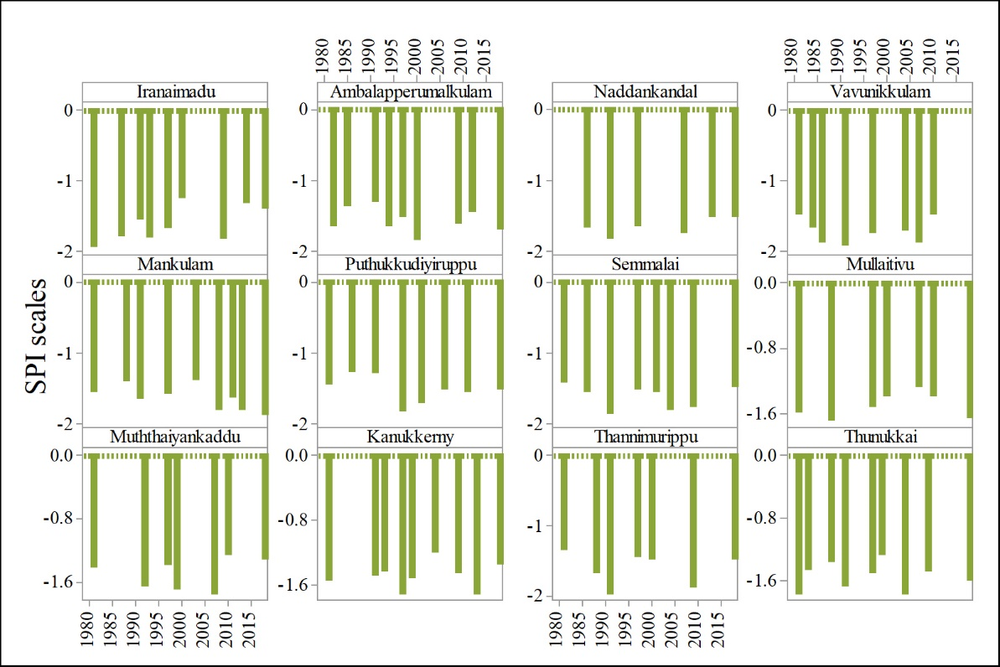 1980 1985 1990 1995 2000 2005 2010 2015 1980 1985 1990 1995 2000 2005 2010 2015
Iranaimadu Ambalapperumalkulam Naddankandal Vavunikkulam
0 0 0 0
-1 -1 -1 -1
-2 -2 -2 -2
Mankulam Puthukkudiyiruppu Semmalai Mullaitivu
0 0 0 0.0
-1 -1 -1 -0.8
-2 -2 -2 -1.6
SPI scales
Muththaiyankaddu Kanukkerny Thannimurippu Thunukkai
0.0 0.0 0 0.0
-0.8 -0.8 -1 -0.8
-1.6 -1.6 -2 -1.6
1980 1985 1990 1995 2000 2005 2010 2015 1980 1985 1990 1995 2000 2005 2010 2015